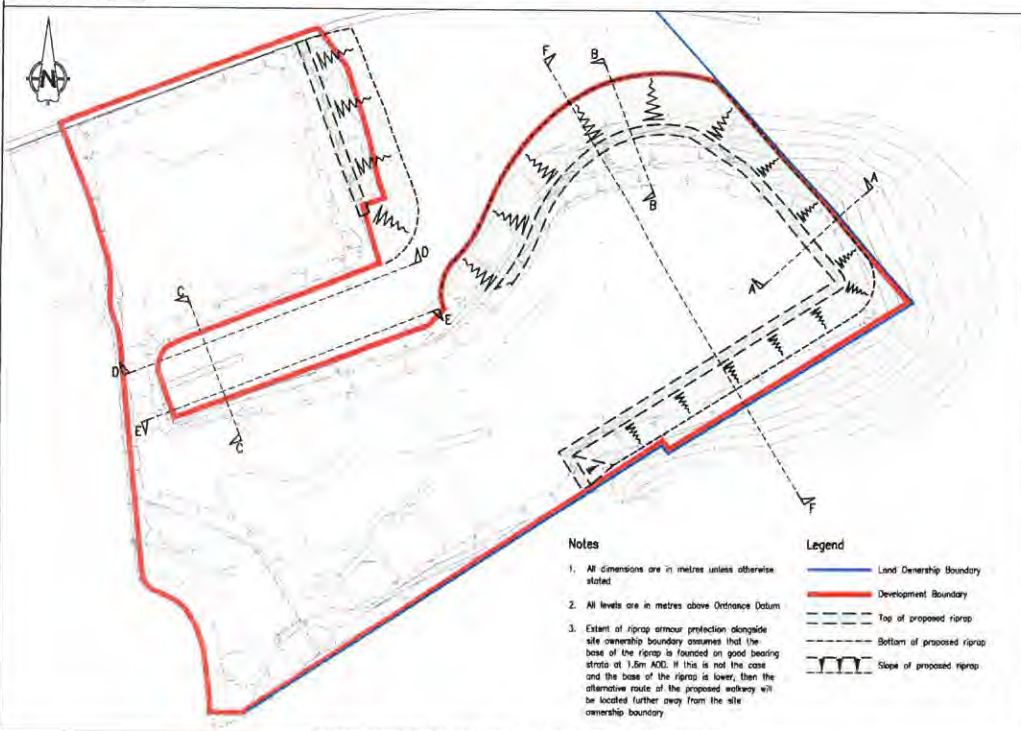 N
F
B
A
B
A
D
C
E
D
E
C
F
Notes
1. All dimensions are in metres unless otherwise
stated
2. All levels are in metres above Ordnance Datum
3. Extent of riprap armour protection alongside
site ownership boundary assumes that the
base of the riprap is founded on good bearing
strata at 1.5m AOD. If this is not the case
and the base of the riprap is lower, then the
alternative route of the proposed walkway will
be located further away from the site
ownership boundary
Legend
Land Ownership Boundary
Development Boundary
Top of proposed riprap
Bottom of proposed riprap
Slope of proposed riprap